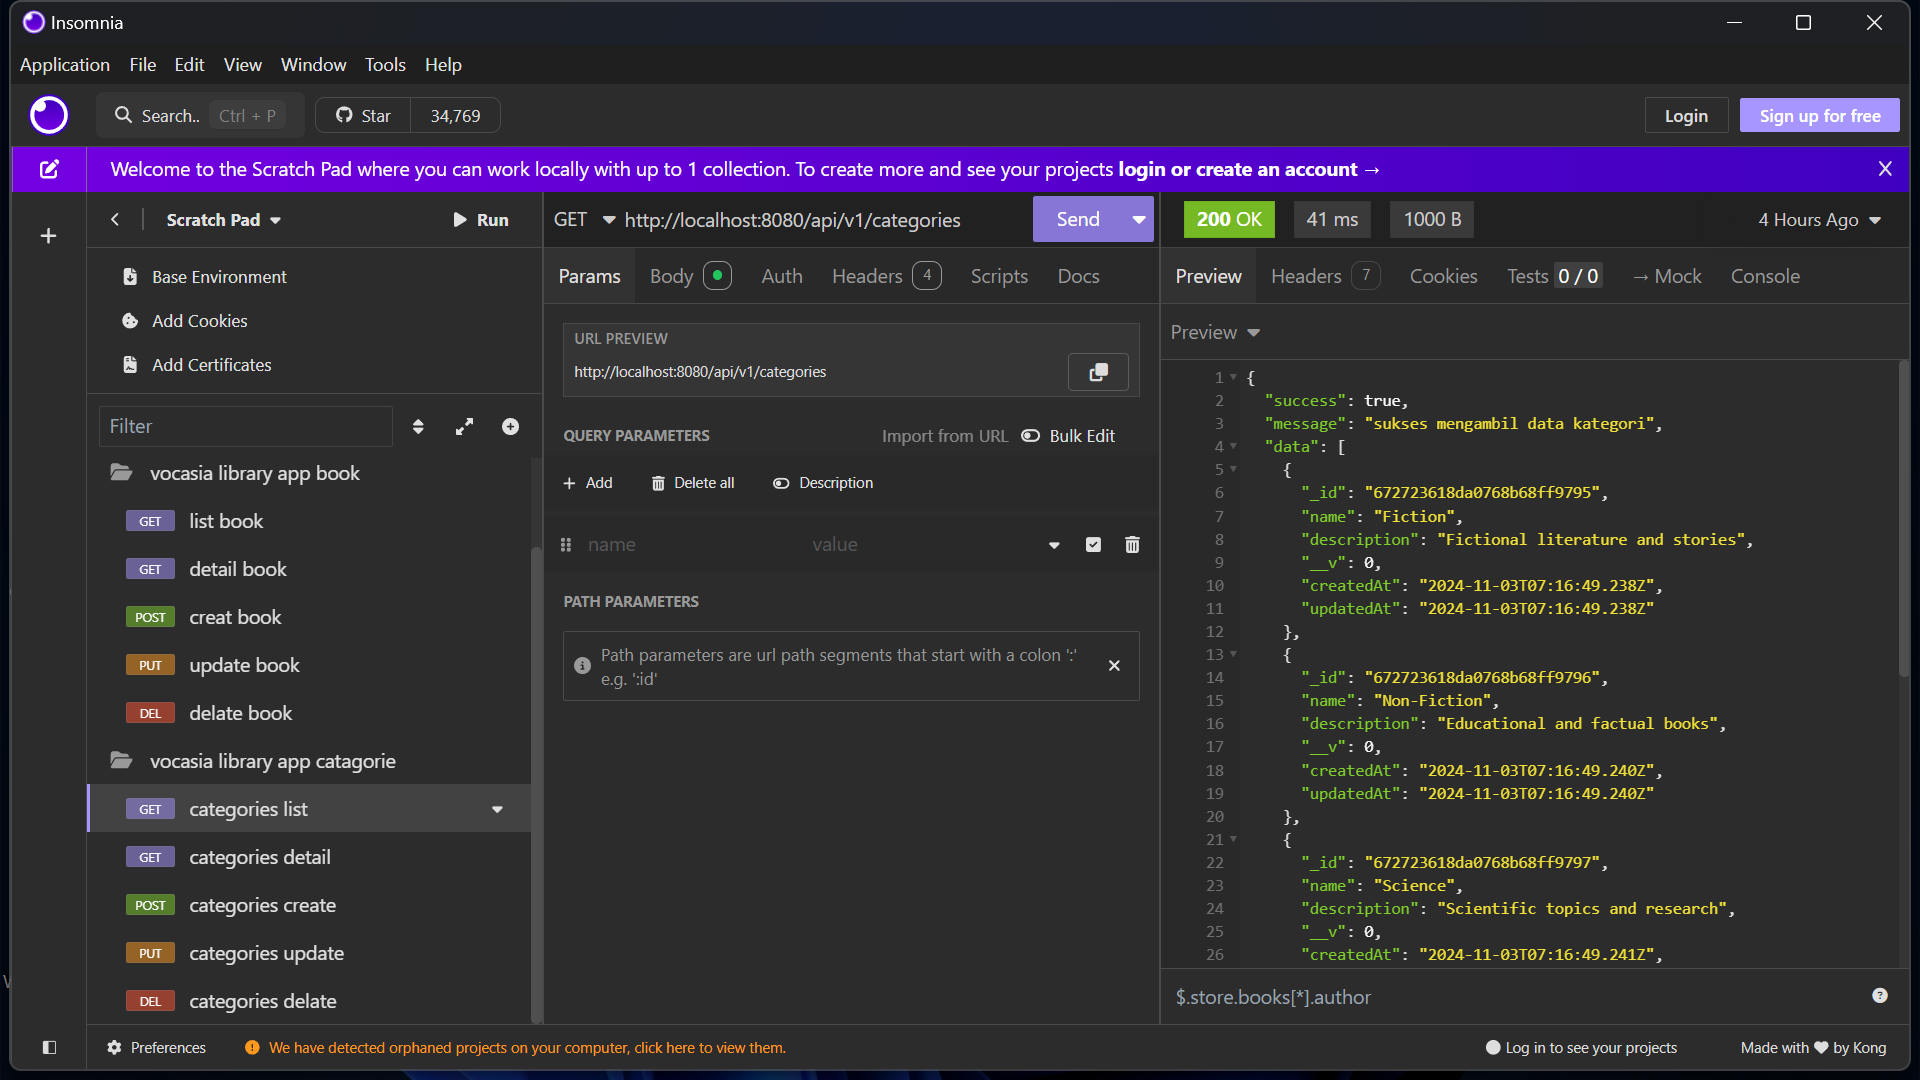 Insomnia
Application File Edit View Window Tools Help
Search.. Ctrl + P Star 34,769 Login Sign up for free
Welcome to the Scratch Pad where you can work locally with up to 1 collection. To create more and see your projects login or create an account →
Scratch Pad Run
Base Environment
Add Cookies
Add Certificates
Filter
vocasia library app book
GET list book
GET detail book
POST creat book
PUT update book
DEL delate book
vocasia library app catagorie
GET categories list
GET categories detail
POST categories create
PUT categories update
DEL categories delate
GET http://localhost:8080/api/v1/categories Send
Params Body Auth Headers 4 Scripts Docs
URL PREVIEW
http://localhost:8080/api/v1/categories
QUERY PARAMETERS Import from URL Bulk Edit
+ Add Delete all Description
name value
PATH PARAMETERS
Path parameters are url path segments that start with a colon ':'
e.g. ':id'
200 OK 41 ms 1000 B 4 Hours Ago
Preview Headers 7 Cookies Tests 0 / 0 → Mock Console
Preview
1 {
2 "success": true,
3 "message": "sukses mengambil data kategori",
4 "data": [
5 {
6 "_id": "672723618da0768b68ff9795",
7 "name": "Fiction",
8 "description": "Fictional literature and stories",
9 "__v": 0,
10 "createdAt": "2024-11-03T07:16:49.238Z",
11 "updatedAt": "2024-11-03T07:16:49.238Z"
12 },
13 {
14 "_id": "672723618da0768b68ff9796",
15 "name": "Non-Fiction",
16 "description": "Educational and factual books",
17 "__v": 0,
18 "createdAt": "2024-11-03T07:16:49.240Z",
19 "updatedAt": "2024-11-03T07:16:49.240Z"
20 },
21 {
22 "_id": "672723618da0768b68ff9797",
23 "name": "Science",
24 "description": "Scientific topics and research",
25 "__v": 0,
26 "createdAt": "2024-11-03T07:16:49.241Z",
$.store.books[*].author
Preferences We have detected orphaned projects on your computer, click here to view them. Log in to see your projects Made with ♥ by Kong